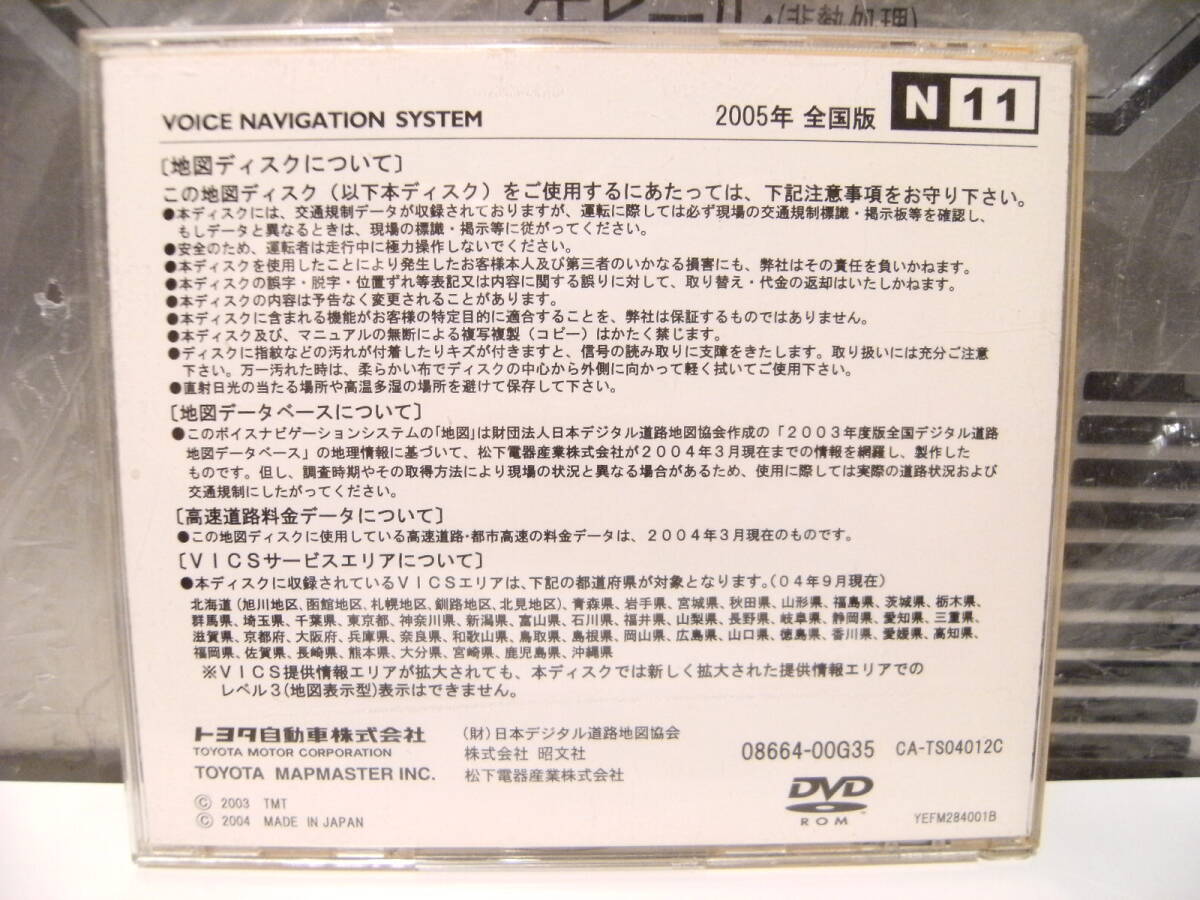 生レール・(非熱処理)
VOICE NAVIGATION SYSTEM
2005年 全国版
N 11
〔地図ディスクについて〕
この地図ディスク(以下本ディスク)をご使用するにあたっては、下記注意事項をお守り下さい。
●本ディスクには、交通規制データが収録されておりますが、運転に際しては必ず現場の交通規制標識・掲示板等を確認し、
もしデータと異なるときは、現場の標識・掲示等に従がってください。
●安全のため、運転者は走行中に極力操作しないでください。
●本ディスクを使用したことにより発生したお客様本人及び第三者のいかなる損害にも、弊社はその責任を負いかねます。
●本ディスクの誤字・脱字・位置ずれ等表記又は内容に関する誤りに対して、取り替え・代金の返却はいたしかねます。
●本ディスクの内容は予告なく変更されることがあります。
●本ディスクに含まれる機能がお客様の特定目的に適合することを、弊社は保証するものではありません。
●本ディスク及び、マニュアルの無断による複写複製(コピー)はかたく禁じます。
●ディスクに指紋などの汚れが付着したりキズが付きますと、信号の読み取りに支障をきたします。取り扱いには充分ご注意
下さい。万一汚れた時は、柔らかい布でディスクの中心から外側に向かって軽く拭いてご使用下さい。
●直射日光の当たる場所や高温多湿の場所を避けて保存して下さい。
〔地図データベースについて〕
●このボイスナビゲーションシステムの「地図」は財団法人日本デジタル道路地図協会作成の「2003年度版全国デジタル道路
地図データベース」の地理情報に基づいて、松下電器産業株式会社が2004年3月現在までの情報を網羅し、製作した
ものです。但し、調査時期やその取得方法により現場の状況と異なる場合があるため、使用に際しては実際の道路状況および
交通規制にしたがってください。
〔高速道路料金データについて〕
●この地図ディスクに使用している高速道路・都市高速の料金データは、2004年3月現在のものです。
〔VICSサービスエリアについて〕
●本ディスクに収録されているVICSエリアは、下記の都道府県が対象となります。(04年9月現在)
北海道(旭川地区、函館地区、札幌地区、釧路地区、北見地区)、青森県、岩手県、宮城県、秋田県、山形県、福島県、茨城県、栃木県、
群馬県、埼玉県、千葉県、東京都、神奈川県、新潟県、富山県、石川県、福井県、山梨県、長野県、岐阜県、静岡県、愛知県、三重県、
滋賀県、京都府、大阪府、兵庫県、奈良県、和歌山県、鳥取県、島根県、岡山県、広島県、山口県、徳島県、香川県、愛媛県、高知県、
福岡県、佐賀県、長崎県、熊本県、大分県、宮崎県、鹿児島県、沖縄県
※VICS提供情報エリアが拡大されても、本ディスクでは新しく拡大された提供情報エリアでの
レベル3(地図表示型)表示はできません。
トヨタ自動車株式会社
TOYOTA MOTOR CORPORATION
TOYOTA MAPMASTER INC.
(財)日本デジタル道路地図協会
株式会社 昭文社
松下電器産業株式会社
08664-00G35 CA-TS04012C
© 2003 TMT
© 2004 MADE IN JAPAN
DVD
ROM
YEFM284001B